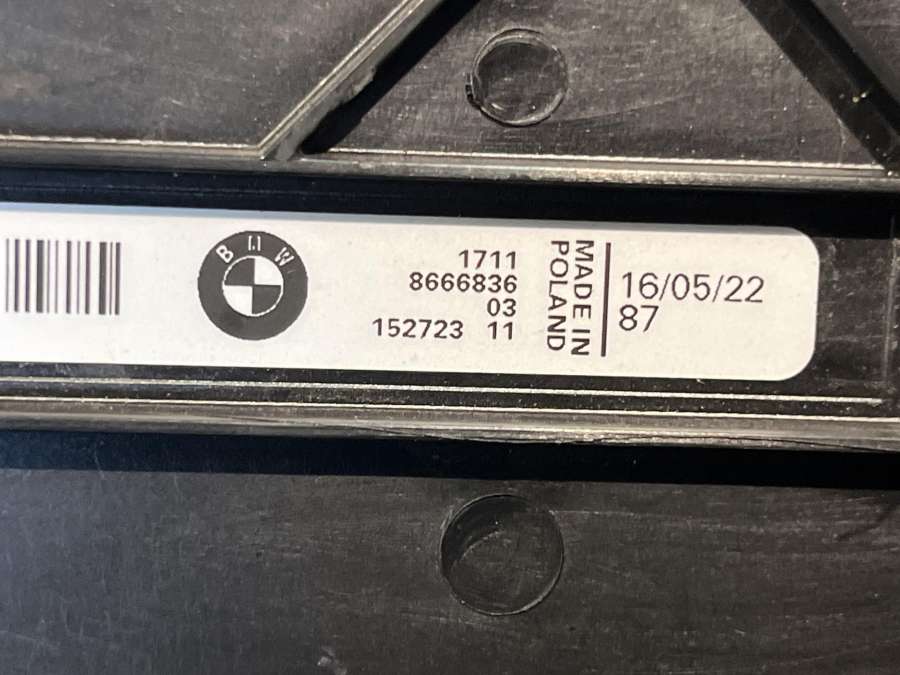 BMW
1711
8666836
03
152723 11
MADE IN
POLAND
16/05/22
87